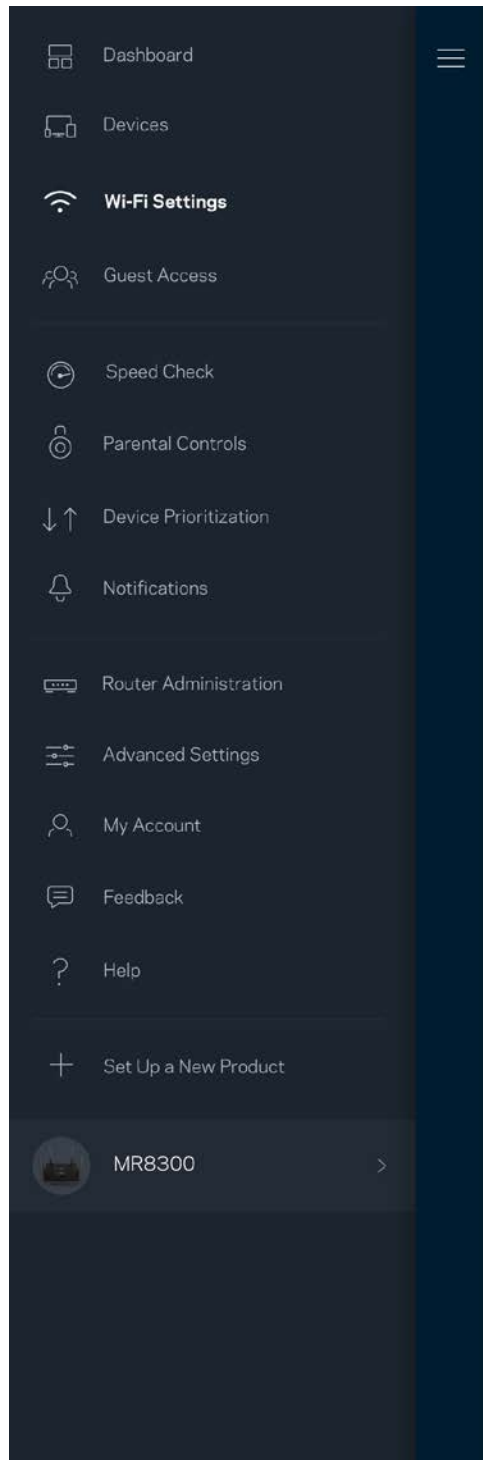 Dashboard
Devices
Wi-Fi Settings
Guest Access
Speed Check
Parental Controls
Device Prioritization
Notifications
Router Administration
Advanced Settings
My Account
Feedback
Help
Set Up a New Product
MR8300